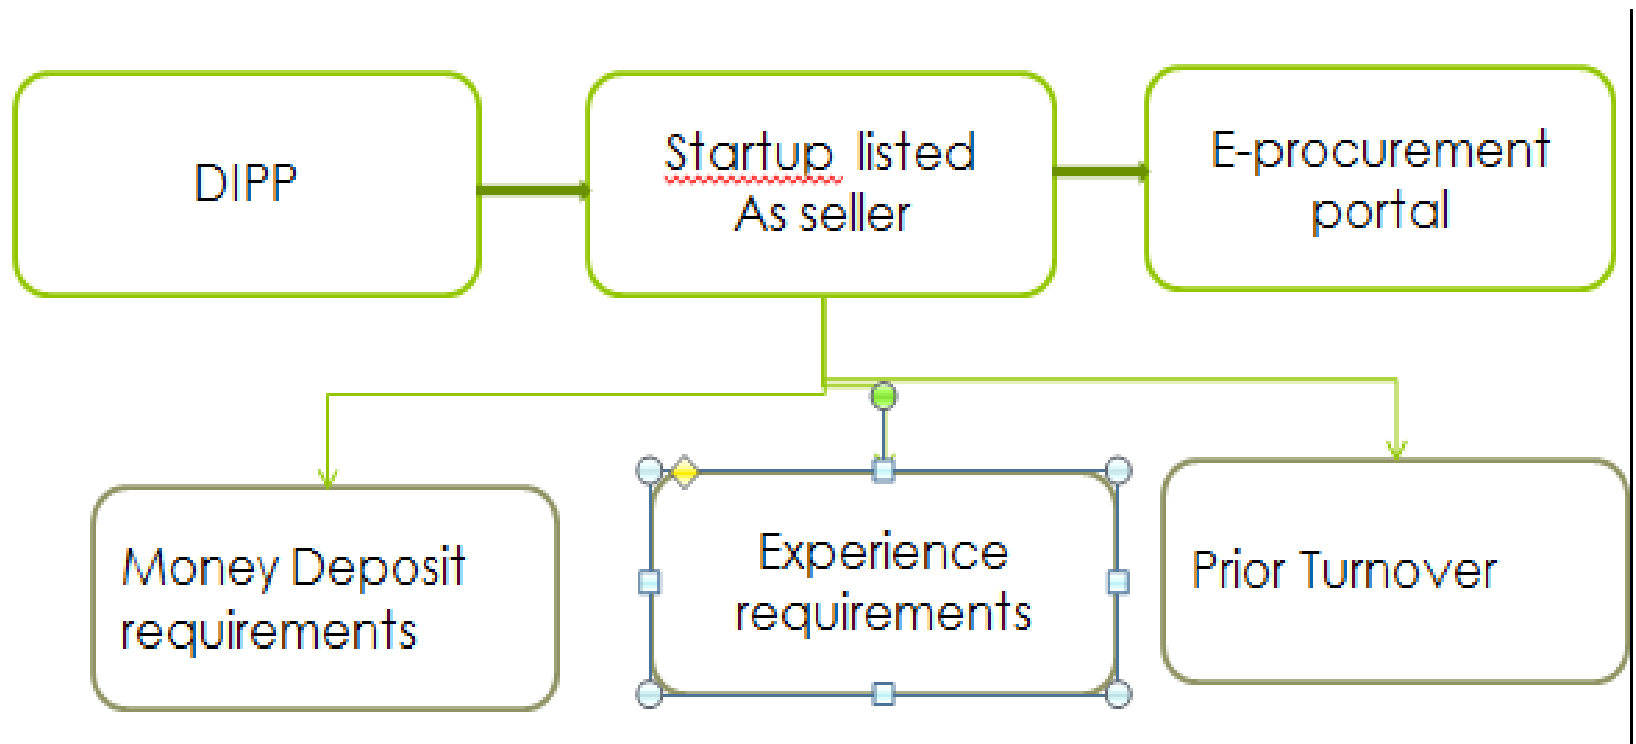 DIPP
Startup listed
As seller
E-procurement
portal
Money Deposit
requirements
Experience
requirements
Prior Turnover